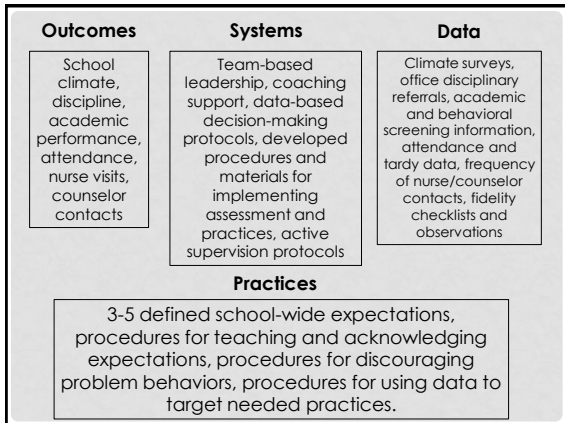 Outcomes
School
climate,
discipline,
academic
performance,
attendance,
nurse visits,
counselor
contacts
Systems
Team-based
leadership, coaching
support, data-based
decision-making
protocols, developed
procedures and
materials for
implementing
assessment and
practices, active
supervision protocols
Data
Climate surveys,
office disciplinary
referrals, academic
and behavioral
screening information,
attendance and
tardy data, frequency
of nurse/counselor
contacts, fidelity
checklists and
observations
Practices
3-5 defined school-wide expectations,
procedures for teaching and acknowledging
expectations, procedures for discouraging
problem behaviors, procedures for using data to
target needed practices.